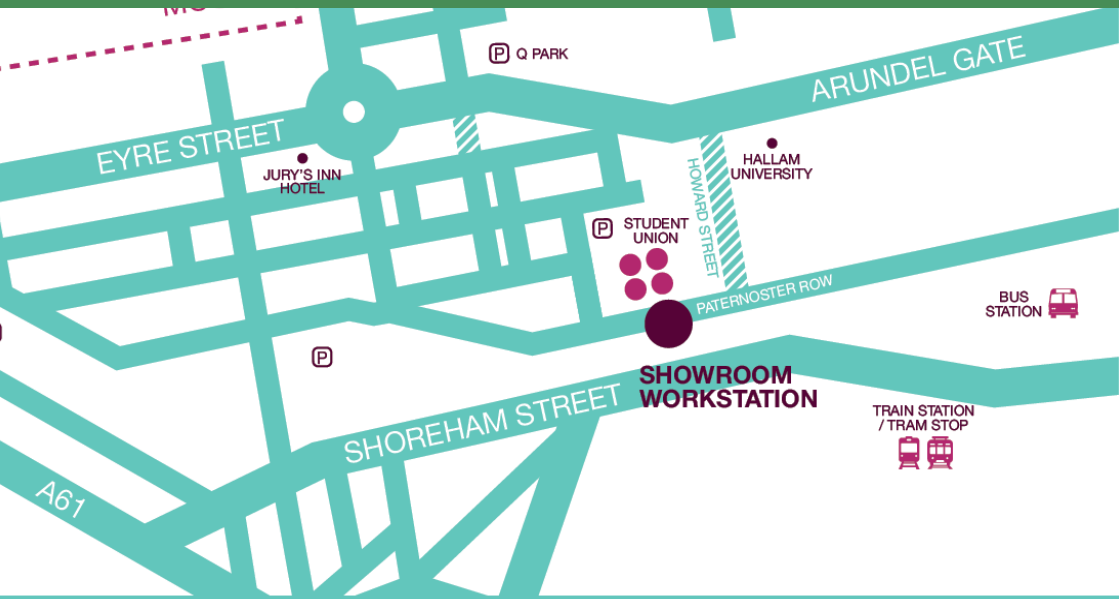 Q PARK
ARUNDEL GATE
EYRE STREET
JURY'S INN
HOTEL
HALLAM
UNIVERSITY
HOWARD STREET
P
P
STUDENT
UNION
PATERNOSTER ROW
BUS
STATION
P
SHOWROOM
WORKSTATION
SHOREHAM STREET
TRAIN STATION
/ TRAM STOP
A61